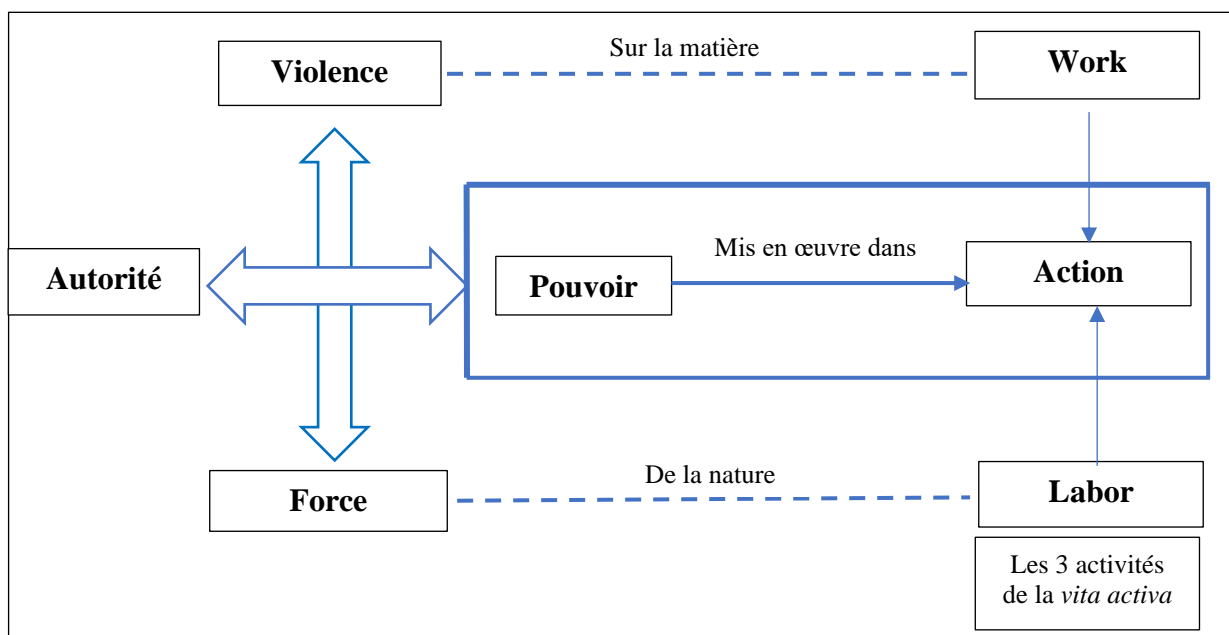 Violence
Sur la matière
Work
Autorité
Pouvoir
Mis en œuvre dans
Action
Force
De la nature
Labor
Les 3 activités
de la vita activa